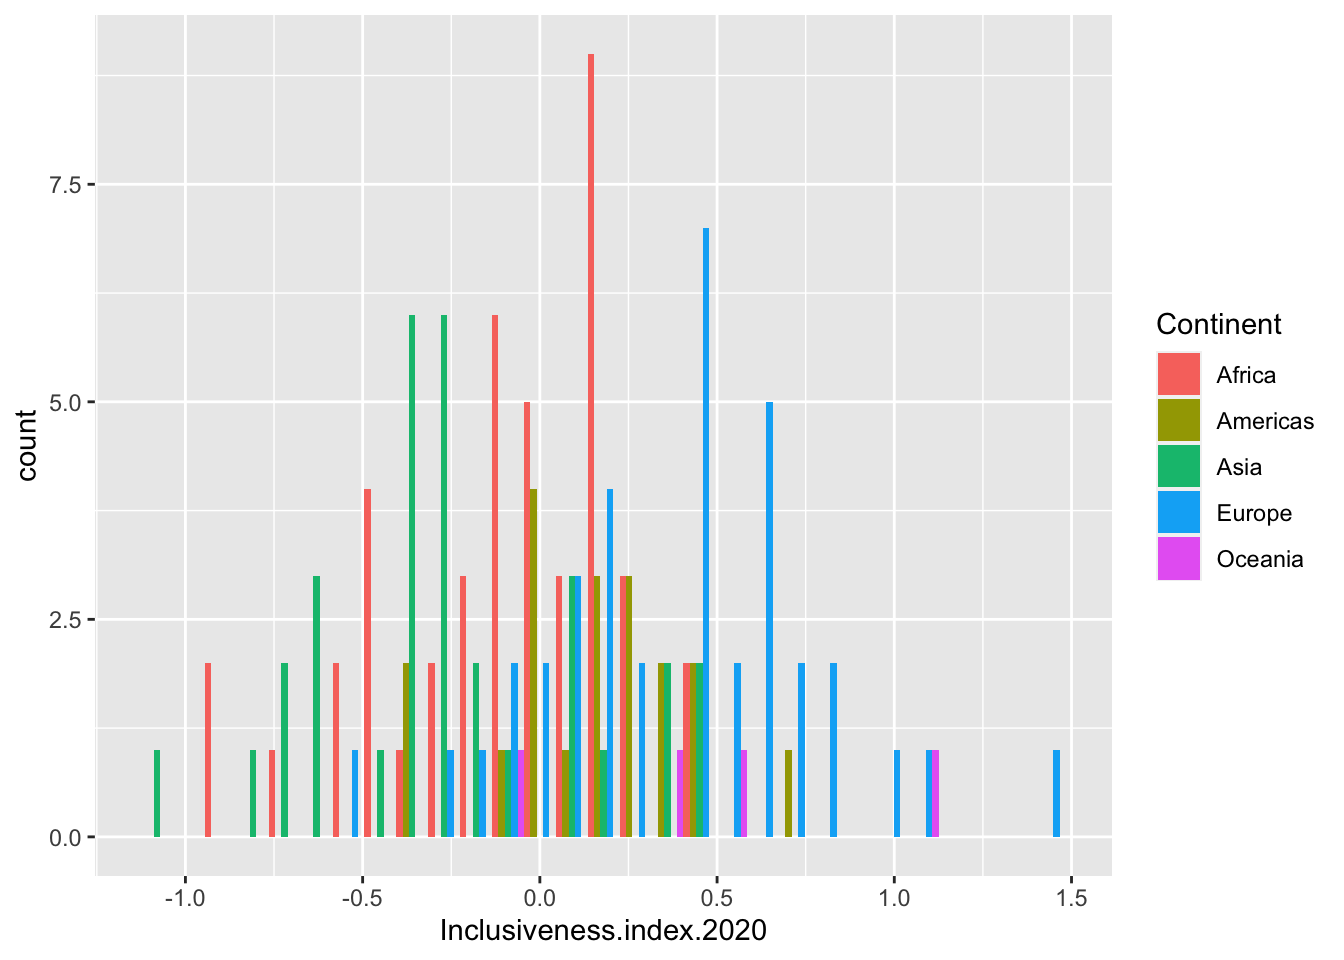 7.5
5.0
2.5
0.0
count
-1.0 -0.5 0.0 0.5 1.0 1.5
Inclusiveness.index.2020
Continent
Africa
Americas
Asia
Europe
Oceania